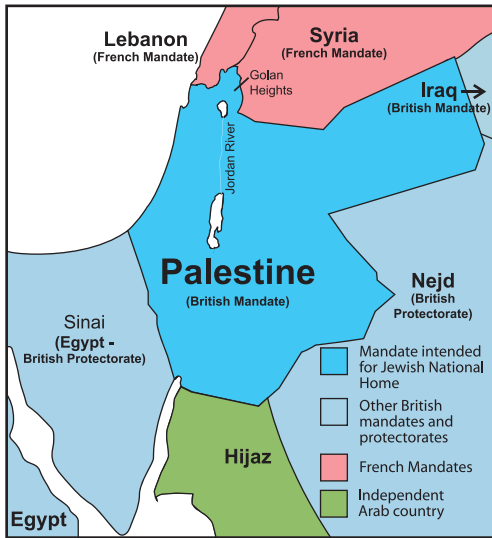 Lebanon
(French Mandate)
Syria
(French Mandate)
Golan
Heights
Iraq
(British Mandate)
Jordan River
Palestine
(British Mandate)
Nejd
(British
Protectorate)
Sinai
(Egypt -
British Protectorate)
Mandate intended
for Jewish National
Home
Other British
mandates and
protectorates
French Mandates
Independent
Arab country
Hijaz
Egypt